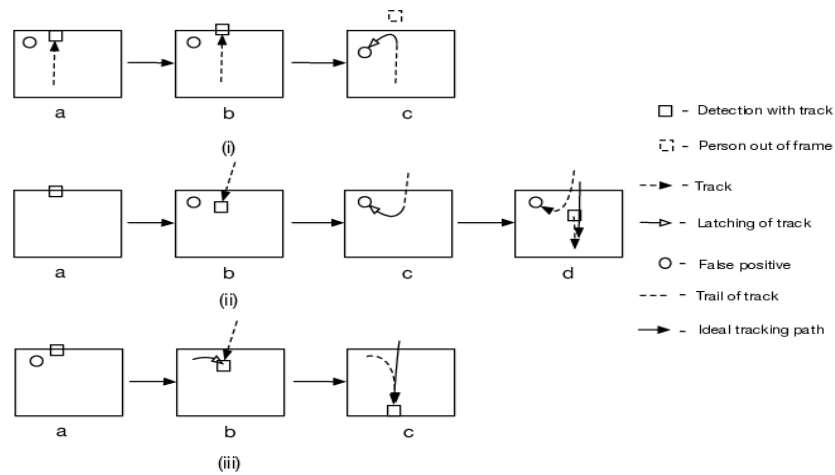 a b c
(i)
a b c d
(ii)
a b c
(iii)
- Detection with track
- Person out of frame
- Track
- Latching of track
- False positive
- Trail of track
- Ideal tracking path